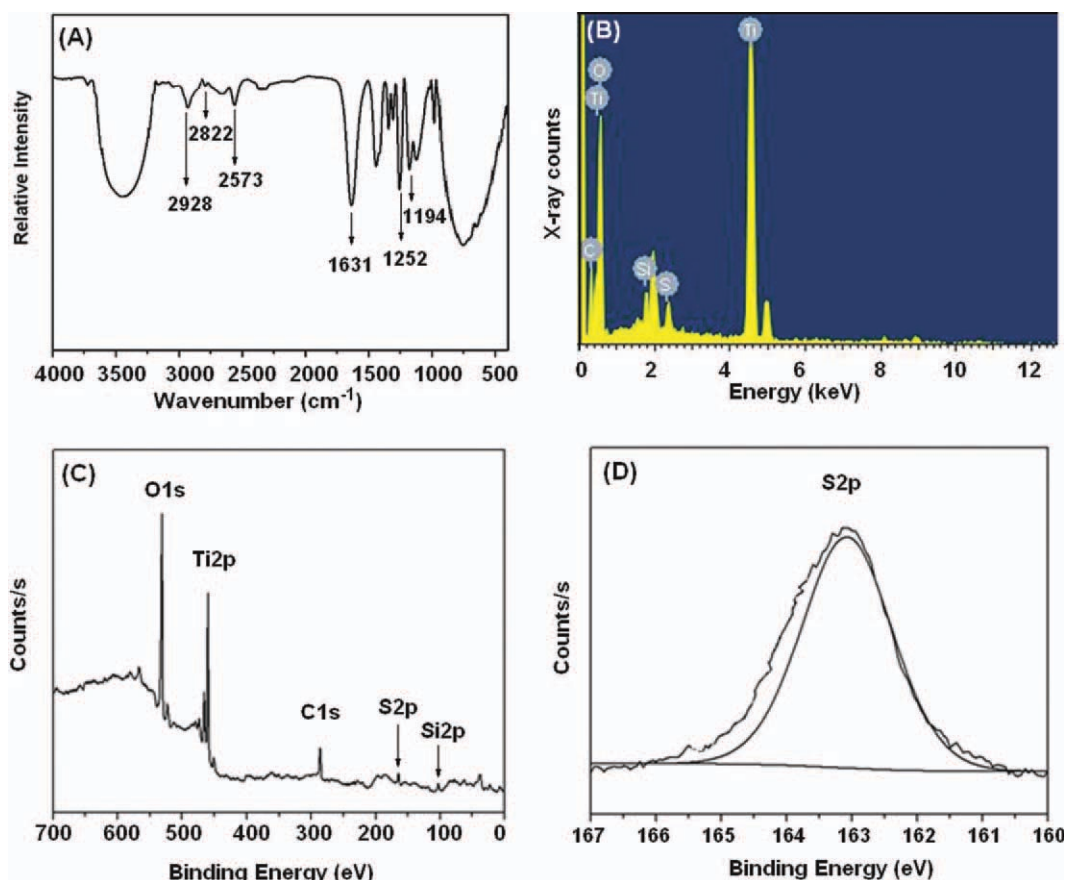 (A)
Relative Intensity
2822
2928
2573
1194
1631
1252
4000 3500 3000 2500 2000 1500 1000 500
Wavenumber (cm-1)
(B)
Ti
O
Ti
C
Si
S
X-ray counts
0 2 4 6 8 10 12
Energy (keV)
(C)
O1s
Ti2p
C1s
S2p
Si2p
Counts/s
700 600 500 400 300 200 100 0
Binding Energy (eV)
(D)
S2p
Counts/s
167 166 165 164 163 162 161 160
Binding Energy (eV)